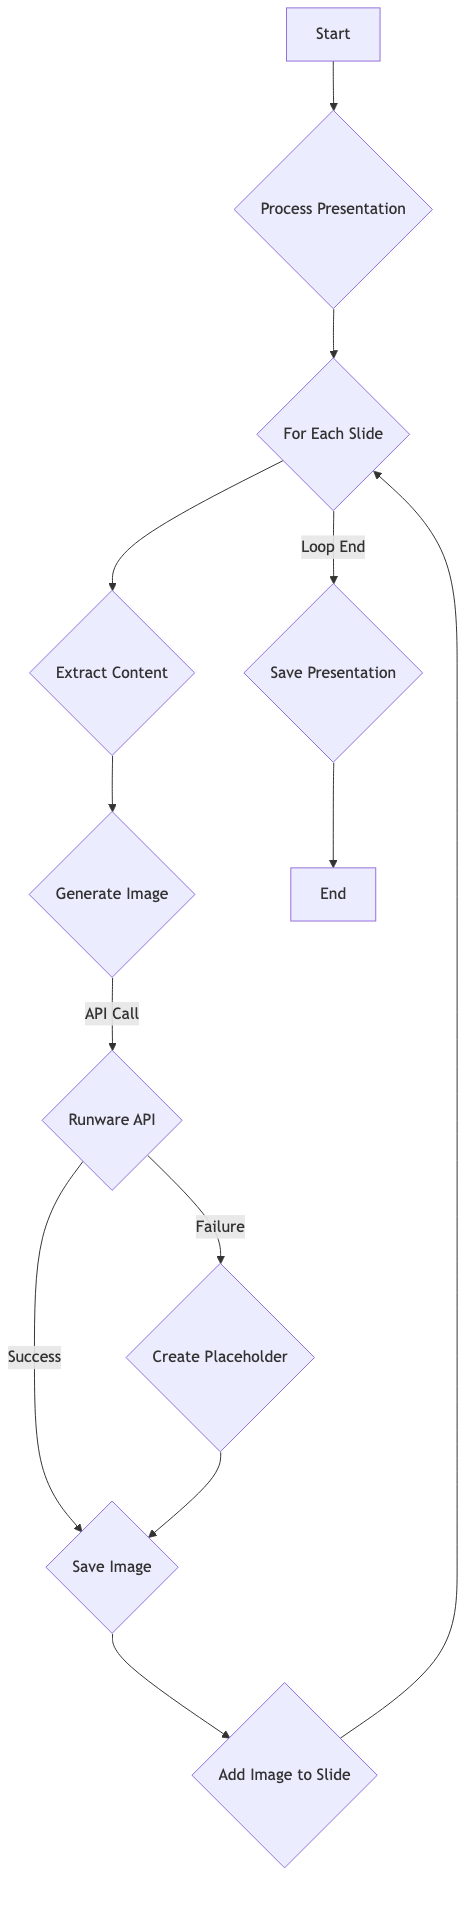 Start
Process Presentation
For Each Slide
Loop End
Extract Content
Save Presentation
Generate Image
End
API Call
Runware API
Failure
Success
Create Placeholder
Save Image
Add Image to Slide